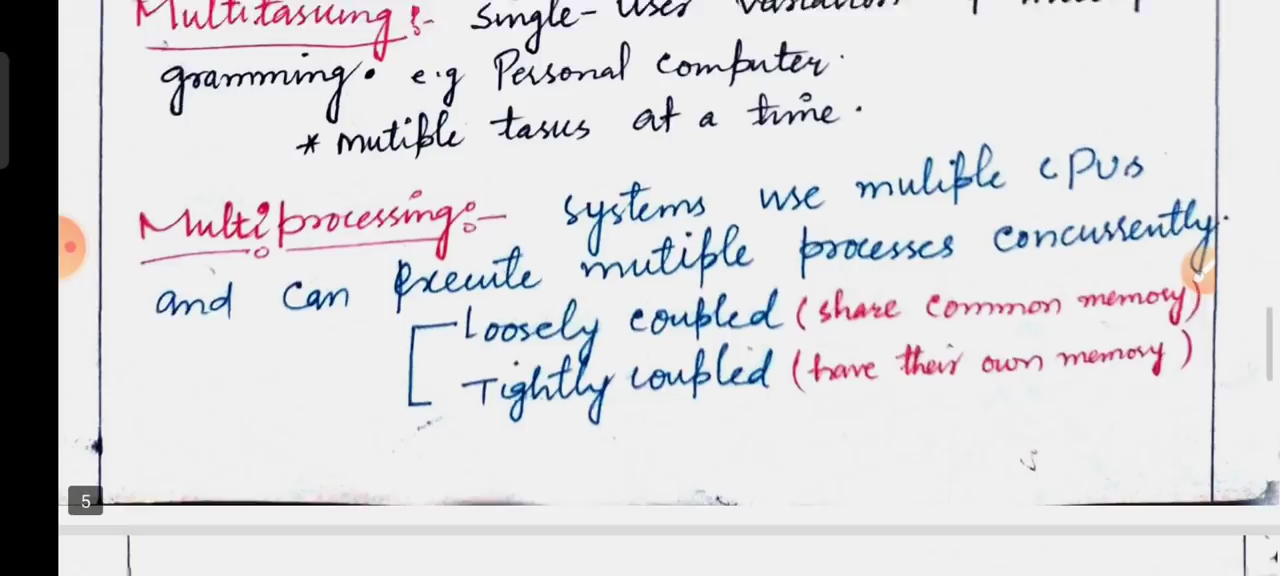 Multitasking:- Single-User
gramming. e.g Personal computer.
* mutiple tasks at a time.
Multiprocessing:- systems use muliple CPUs
and can Execute mutiple processes concussently.
Loosely coupled (share common memory)
Tightly coupled (have their own memory)
5